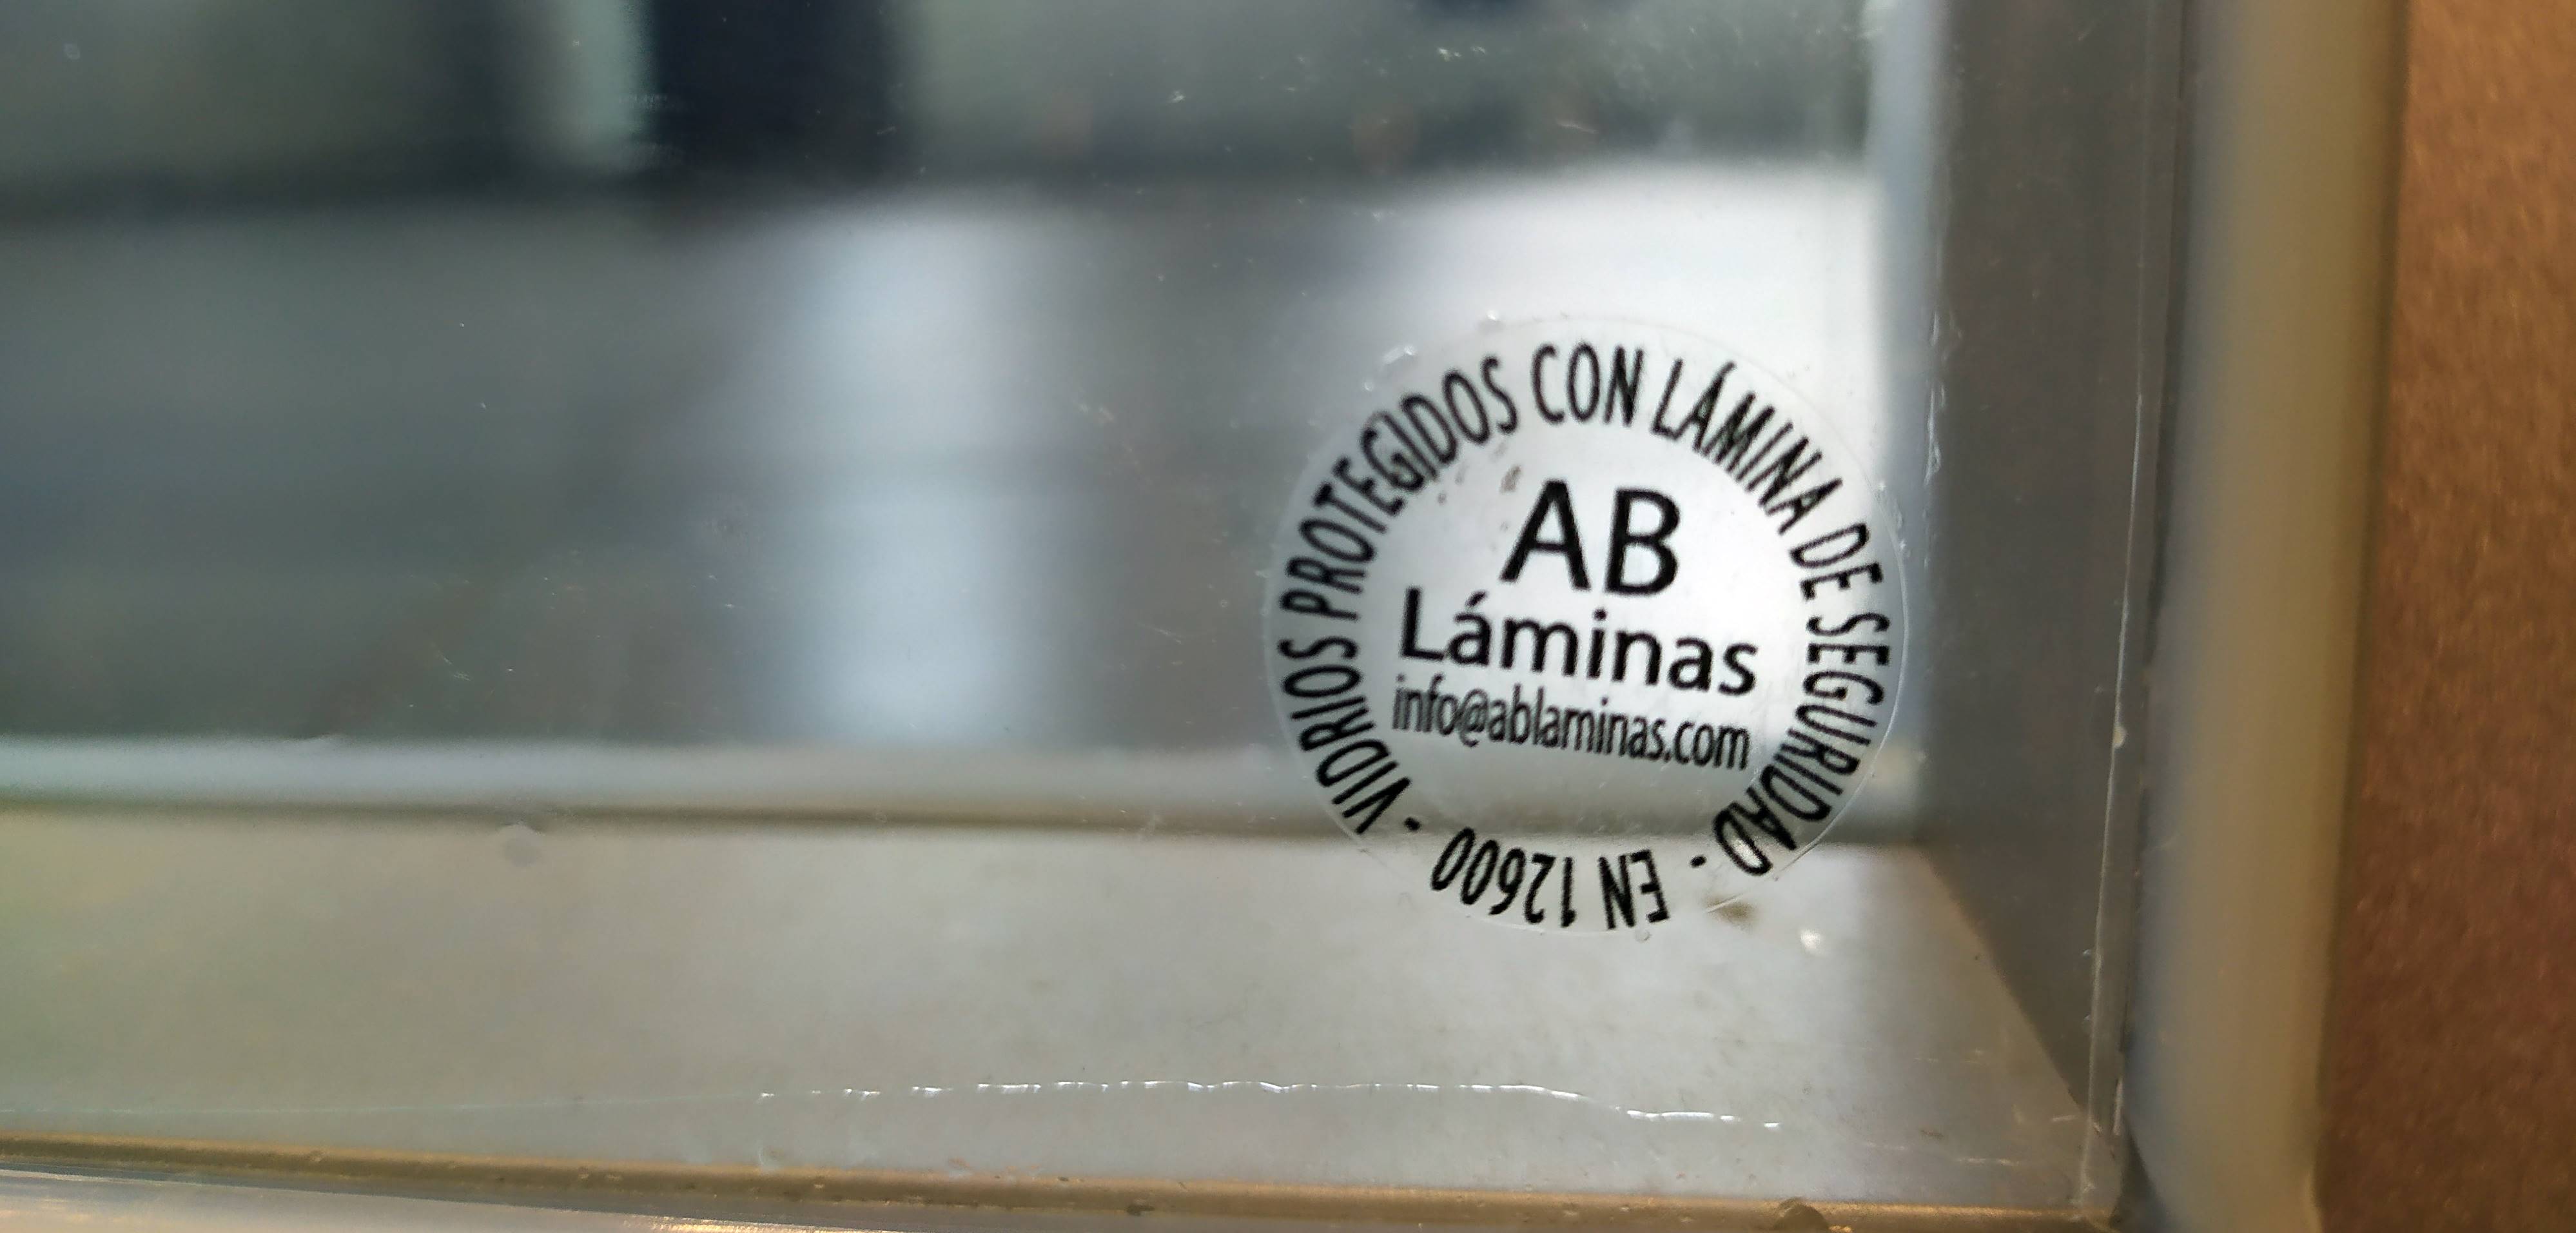 VIDRIOS PROTEGIDOS CON LÁMINA DE SEGURIDAD - EN 12600 -
AB
Láminas
info@ablaminas.com